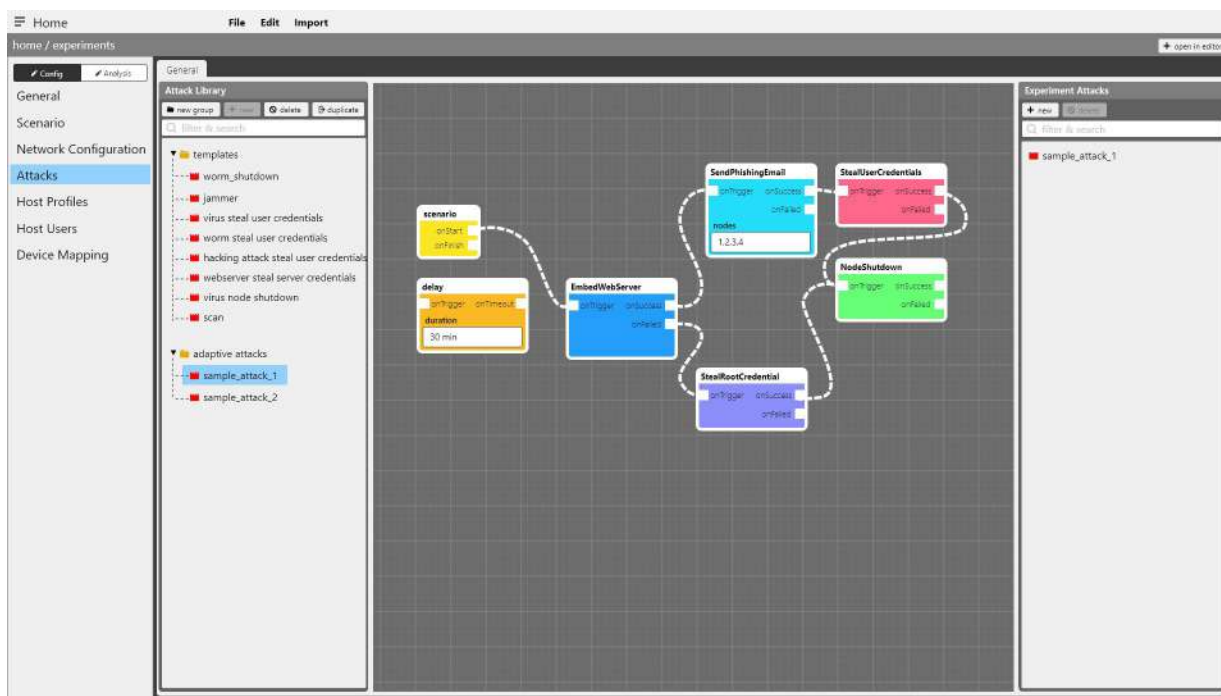 Home
File Edit Import
home / experiments
+ open in editor
Config Analysis
General
Scenario
Network Configuration
Attacks
Host Profiles
Host Users
Device Mapping
General
Attack Library
new group + new delete duplicate
filter & search
templates
worm_shutdown
jammer
virus steal user credentials
worm steal user credentials
hacking attack steal user credentials
webserver steal server credentials
virus node shutdown
scan
adaptive attacks
sample_attack_1
sample_attack_2
scenario
onStart
onFinish
delay
onTrigger onTimeout
duration
30 min
EmbedWebServer
onTrigger onSuccess
onFailed
SendPhishingEmail
onTrigger onSuccess
onFailed
nodes
1,2,3,4
StealUserCredentials
onTrigger onSuccess
onFailed
NodeShutdown
onTrigger onSuccess
onFailed
StealRootCredential
onTrigger onSuccess
onFailed
Experiment Attacks
+ new delete
filter & search
sample_attack_1